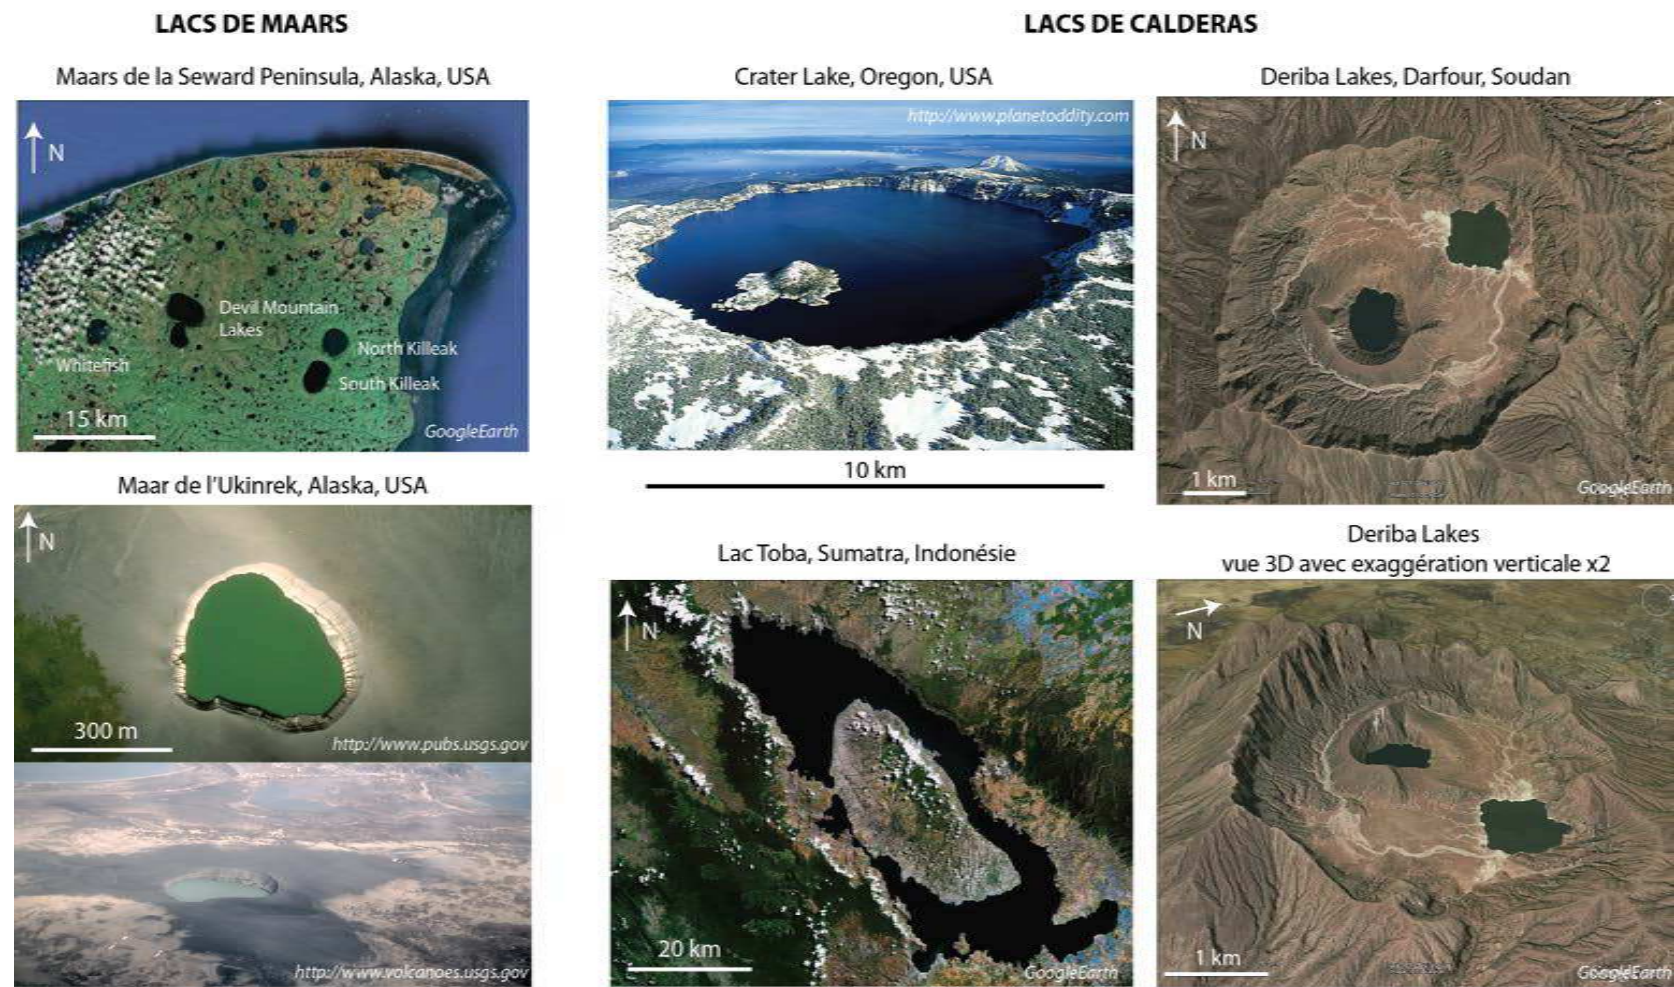 LACS DE MAARS
LACS DE CALDERAS
Maars de la Seward Peninsula, Alaska, USA
N
Devil Mountain
Lakes
Whitefish
North Killeak
South Killeak
15 km
GoogleEarth
Maar de l'Ukinrek, Alaska, USA
N
300 m
http://www.pubs.usgs.gov
http://www.volcanoes.usgs.gov
Crater Lake, Oregon, USA
http://www.planetoddity.com
10 km
Lac Toba, Sumatra, Indonésie
N
20 km
GoogleEarth
Deriba Lakes, Darfour, Soudan
N
1 km
GoogleEarth
Deriba Lakes
vue 3D avec exaggération verticale x2
N
1 km
GoogleEarth